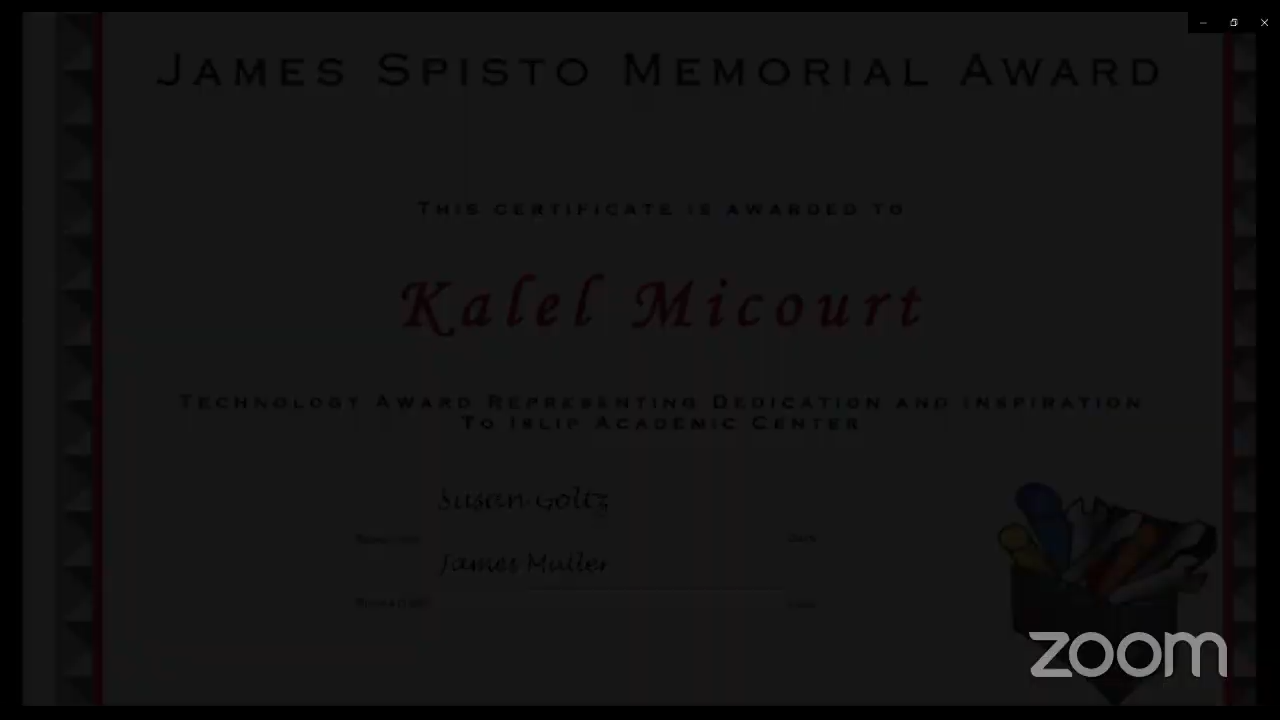 James Spisto Memorial Award
This certificate is awarded to
Kalel Micourt
Technology Award Representing Dedication and Inspiration
To Islip Academic Center
Susan Goltz
James Muller
zoom